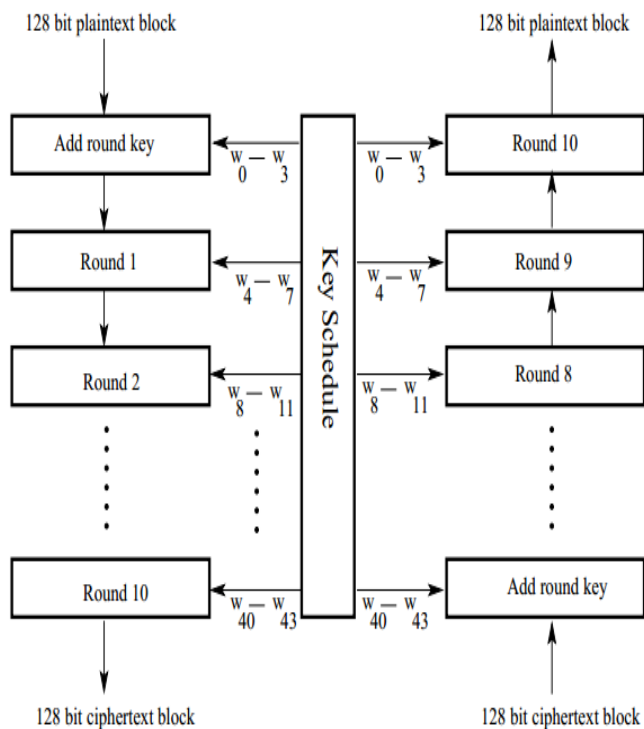 128 bit plaintext block
128 bit plaintext block
Add round key
w0 — w3
w0 — w3
Round 10
Round 1
w4 — w7
w4 — w7
Round 9
Key Schedule
Round 2
w8 — w11
w8 — w11
Round 8
Round 10
w40 — w43
w40 — w43
Add round key
128 bit ciphertext block
128 bit ciphertext block